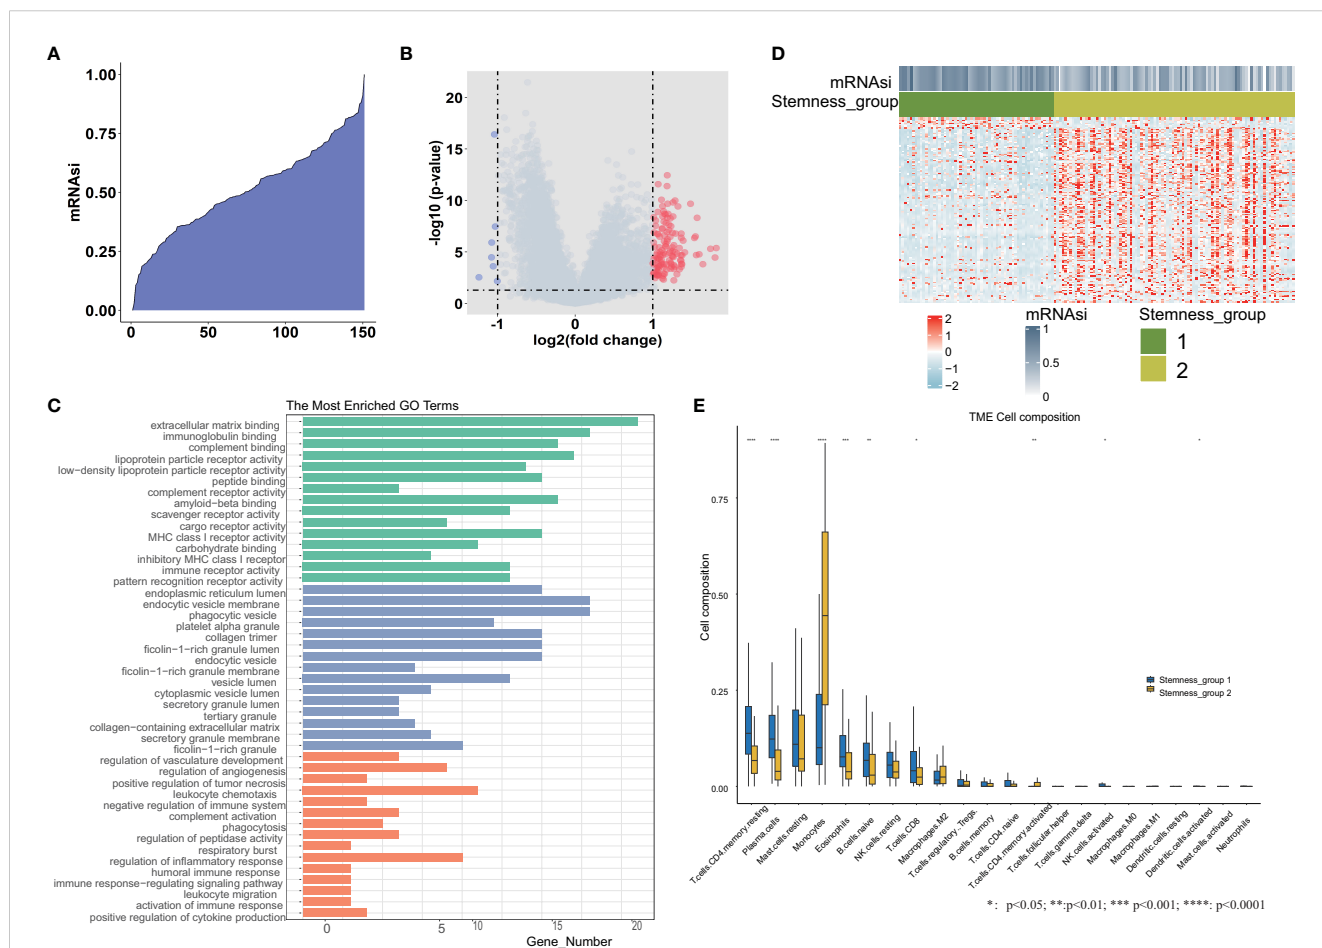 A
1.00
0.75
0.50
0.25
0.00
mRNAsi
0
50
100
150
B
20
15
10
5
0
-log10 (p-value)
-1
0
1
log2(fold change)
D
mRNAsi
Stemness_group
2
1
0
−1
−2
mRNAsi
1
0.5
0
Stemness_group
1
2
C
The Most Enriched GO Terms
extracellular matrix binding
immunoglobulin binding
complement binding
lipoprotein particle receptor activity
low−density lipoprotein particle receptor activity
peptide binding
complement receptor activity
amyloid−beta binding
scavenger receptor activity
cargo receptor activity
MHC class I receptor activity
carbohydrate binding
inhibitory MHC class I receptor
immune receptor activity
pattern recognition receptor activity
endoplasmic reticulum lumen
endocytic vesicle membrane
phagocytic vesicle
platelet alpha granule
collagen trimer
ficolin−1−rich granule lumen
endocytic vesicle
ficolin−1−rich granule membrane
vesicle lumen
cytoplasmic vesicle lumen
secretory granule lumen
tertiary granule
collagen−containing extracellular matrix
secretory granule membrane
ficolin−1−rich granule
regulation of vasculature development
regulation of angiogenesis
positive regulation of tumor necrosis
leukocyte chemotaxis
negative regulation of immune system
complement activation
phagocytosis
regulation of peptidase activity
respiratory burst
regulation of inflammatory response
humoral immune response
immune response−regulating signaling pathway
leukocyte migration
activation of immune response
positive regulation of cytokine production
0
5
10
15
20
Gene_Number
E
TME Cell composition
**** **** **** *** ** * ** * *
0.75
0.50
0.25
0.00
Cell composition
Stemness_group 1
Stemness_group 2
T.cells.CD4.memory.resting
Plasma.cells
Mast.cells.resting
Monocytes
Eosinophils
B.cells.naive
NK.cells.resting
T.cells.CD8
Macrophages.M2
T.cells.regulatory..Tregs.
B.cells.memory
T.cells.CD4.naive
T.cells.CD4.memory.activated
T.cells.follicular.helper
T.cells.gamma.delta
NK.cells.activated
Macrophages.M0
Macrophages.M1
Dendritic.cells.resting
Dendritic.cells.activated
Mast.cells.activated
Neutrophils
*: p<0.05; **:p<0.01; *** p<0.001; ****: p<0.0001